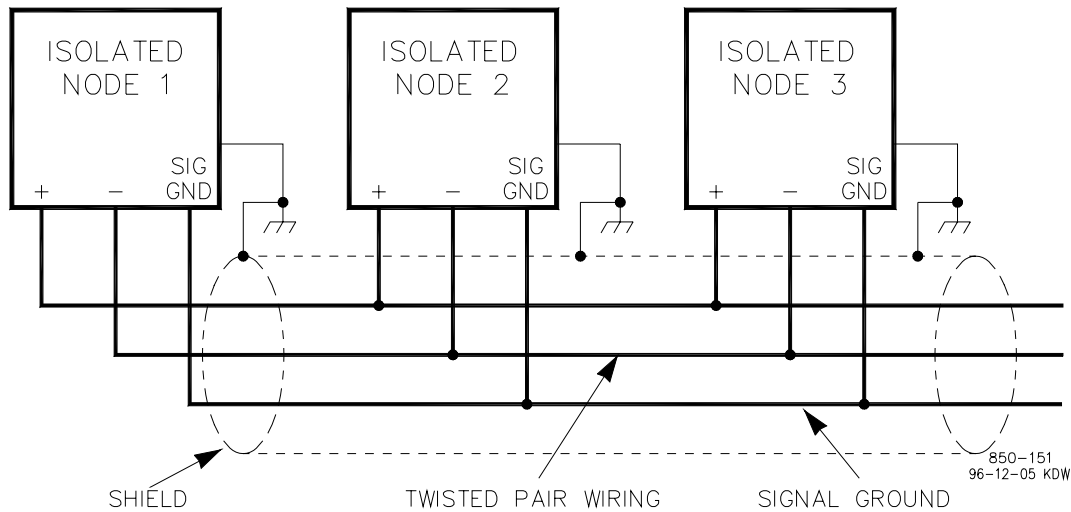 ISOLATED
NODE 1
SIG
GND
+
−
ISOLATED
NODE 2
SIG
GND
+
−
ISOLATED
NODE 3
SIG
GND
+
−
850-151
96-12-05 KDW
SHIELD
TWISTED PAIR WIRING
SIGNAL GROUND